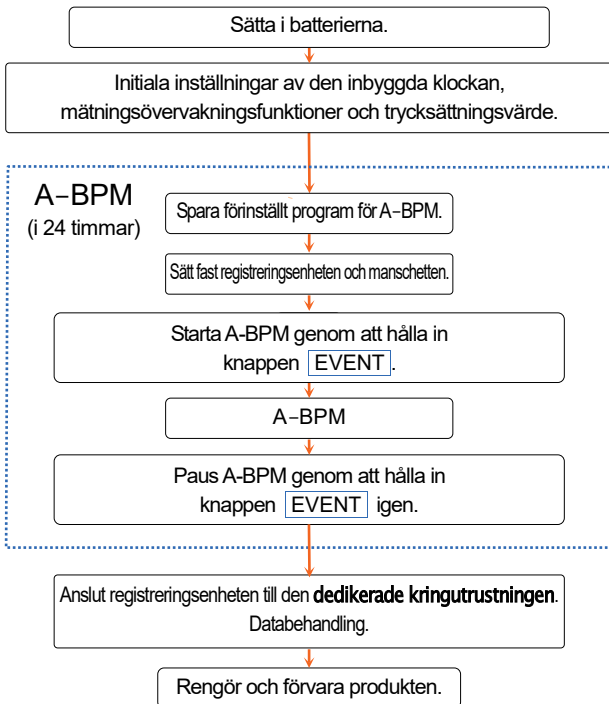 Sätta i batterierna.
Initiala inställningar av den inbyggda klockan,
mätningsövervakningsfunktioner och trycksättningsvärde.
A−BPM
(i 24 timmar)
Spara förinställt program för A−BPM.
Sätt fast registreringsenheten och manschetten.
Starta A-BPM genom att hålla in
knappen EVENT.
A−BPM
Paus A-BPM genom att hålla in
knappen EVENT igen.
Anslut registreringsenheten till den dedikerade kringutrustningen.
Databehandling.
Rengör och förvara produkten.